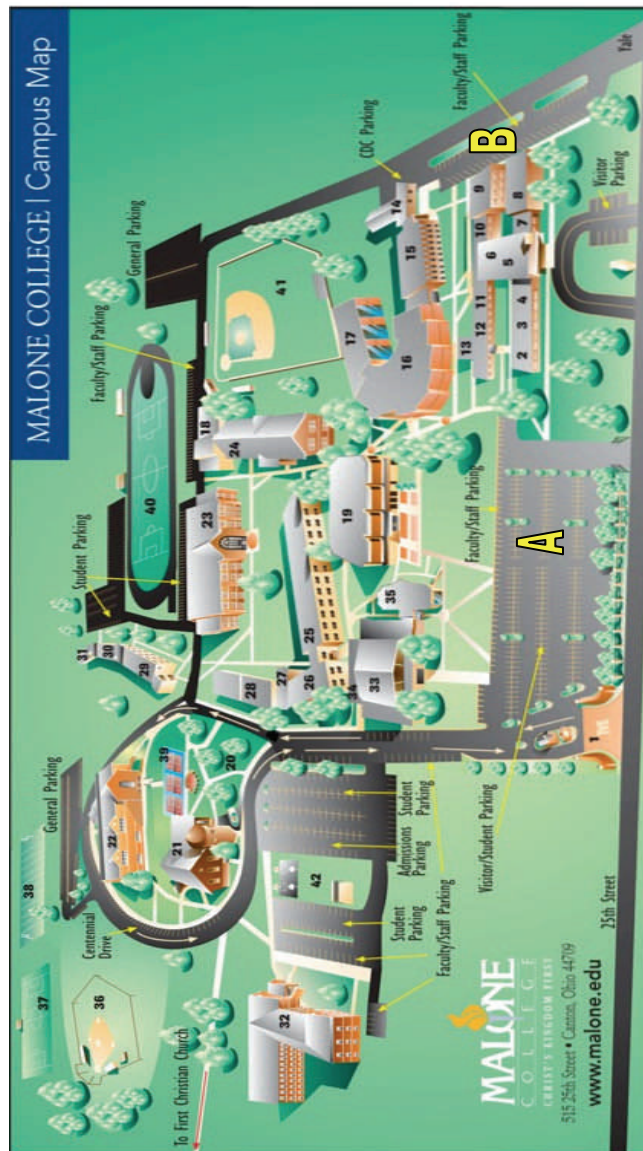 MALONE COLLEGE | Campus Map
38
General Parking
37
36
Centennial
Drive
To First Christian Church
22
39
21
20
31
30
29
Student Parking
40
Faculty/Staff Parking
General Parking
23
18
24
41
28
27
26
25
34
33
35
19
17
16
15
14
CDC Parking
32
42
Student
Parking
Admissions
Parking
Student
Parking
Faculty/Staff Parking
Faculty/Staff Parking
Faculty/Staff Parking
13
12
11
10
9
6
5
2
3
4
7
8
B
A
Visitor/Student Parking
1
Visitor
Parking
Yale
25th Street
MALONE
COLLEGE
CHRIST'S KINGDOM FIRST
515 25th Street • Canton, Ohio 44709
www.malone.edu